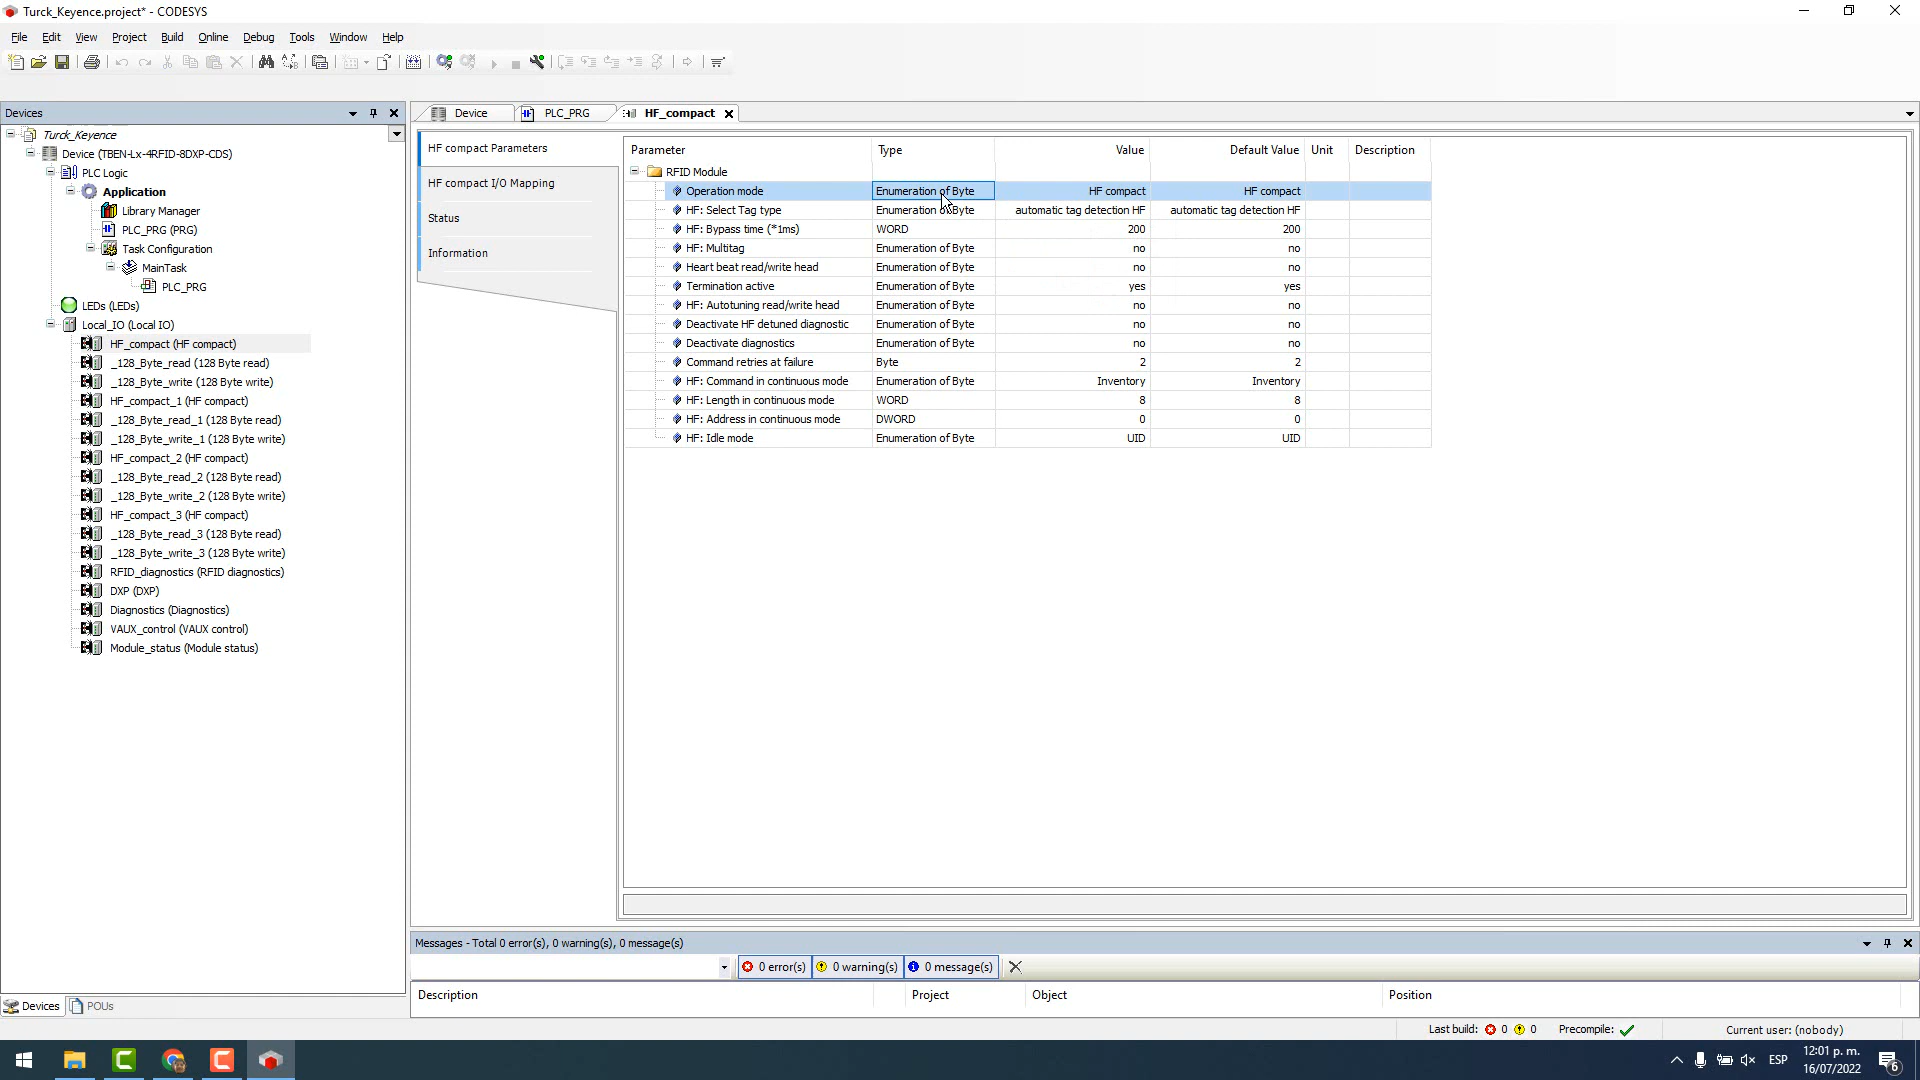 Turck_Keyence.project* - CODESYS
File Edit View Project Build Online Debug Tools Window Help
Devices
Turck_Keyence
Device (TBEN-Lx-4RFID-8DXP-CDS)
PLC Logic
Application
Library Manager
PLC_PRG (PRG)
Task Configuration
MainTask
PLC_PRG
LEDs (LEDs)
Local_IO (Local IO)
HF_compact (HF compact)
_128_Byte_read (128 Byte read)
_128_Byte_write (128 Byte write)
HF_compact_1 (HF compact)
_128_Byte_read_1 (128 Byte read)
_128_Byte_write_1 (128 Byte write)
HF_compact_2 (HF compact)
_128_Byte_read_2 (128 Byte read)
_128_Byte_write_2 (128 Byte write)
HF_compact_3 (HF compact)
_128_Byte_read_3 (128 Byte read)
_128_Byte_write_3 (128 Byte write)
RFID_diagnostics (RFID diagnostics)
DXP (DXP)
Diagnostics (Diagnostics)
VAUX_control (VAUX control)
Module_status (Module status)
Devices POUs
Device PLC_PRG HF_compact
HF compact Parameters
HF compact I/O Mapping
Status
Information
Parameter Type Value Default Value Unit Description
RFID Module
Operation mode Enumeration of Byte HF compact HF compact
HF: Select Tag type Enumeration of Byte automatic tag detection HF automatic tag detection HF
HF: Bypass time (*1ms) WORD 200 200
HF: Multitag Enumeration of Byte no no
Heart beat read/write head Enumeration of Byte no no
Termination active Enumeration of Byte yes yes
HF: Autotuning read/write head Enumeration of Byte no no
Deactivate HF detuned diagnostic Enumeration of Byte no no
Deactivate diagnostics Enumeration of Byte no no
Command retries at failure Byte 2 2
HF: Command in continuous mode Enumeration of Byte Inventory Inventory
HF: Length in continuous mode WORD 8 8
HF: Address in continuous mode DWORD 0 0
HF: Idle mode Enumeration of Byte UID UID
Messages - Total 0 error(s), 0 warning(s), 0 message(s)
0 error(s) 0 warning(s) 0 message(s)
Description Project Object Position
Last build: 0 0 Precompile: Current user: (nobody)
ESP 12:01 p. m.
16/07/2022
6